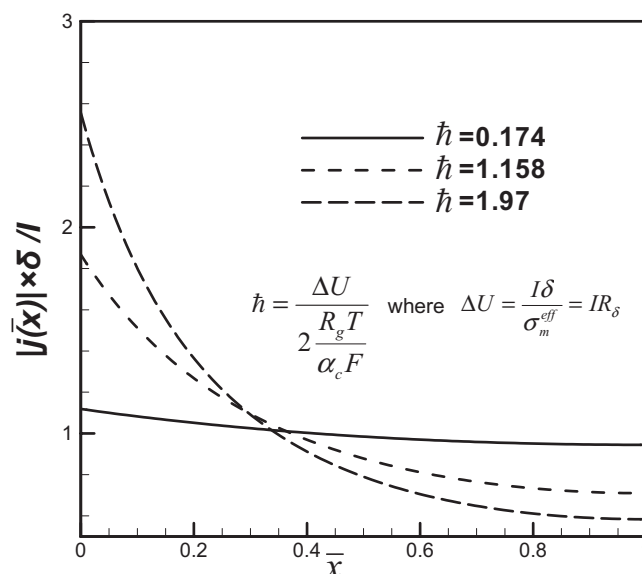 3
2
1
0
0.2
0.4
0.6
0.8
|j(x̄)|×δ/I
x̄
ħ=0.174
ħ=1.158
ħ=1.97
ħ = ΔU / (2 R_g T / α_c F) where ΔU = Iδ / σ_m^{eff} = IR_δ